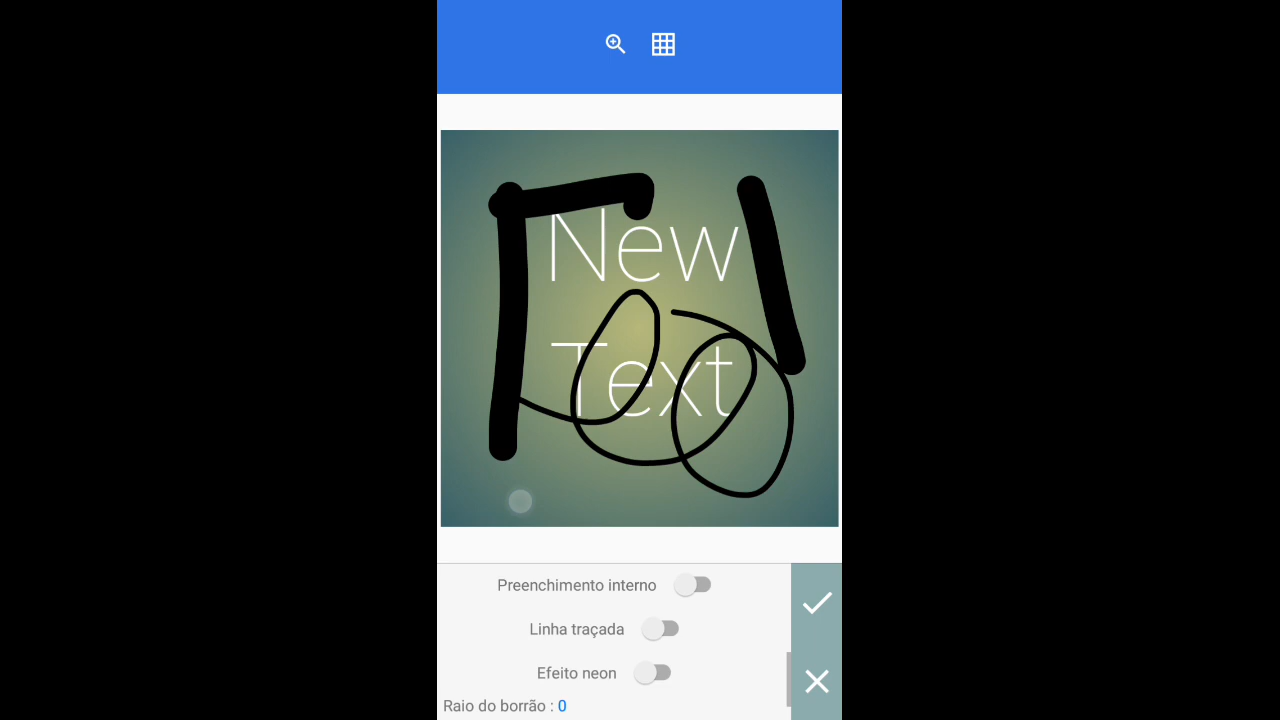 New
Text
Preenchimento interno
Linha traçada
Efeito neon
Raio do borrão : 0